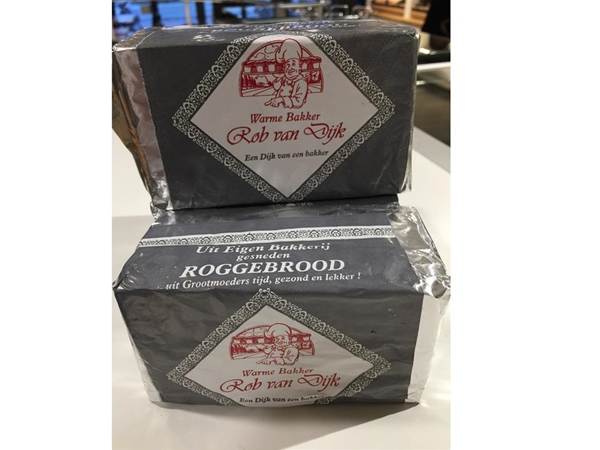 Warme Bakker
Rob van Dijk
Een Dijk van een bakker
Uit Eigen Bakkerij
gesneden
ROGGEBROOD
uit Grootmoeders tijd, gezond en lekker !
Warme Bakker
Rob van Dijk
Een Dijk van een bakker